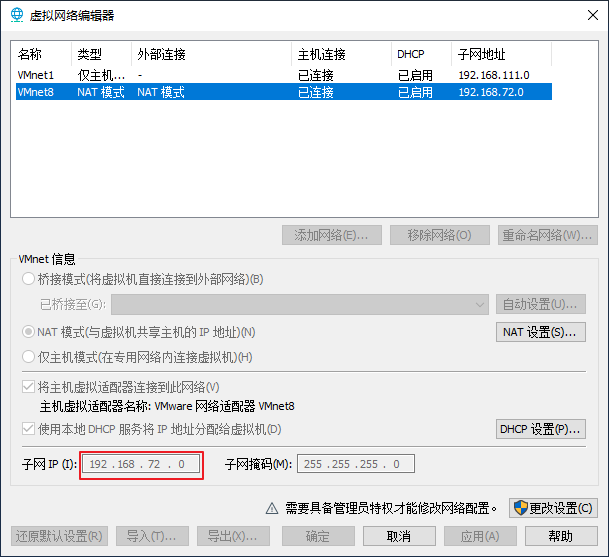 虚拟网络编辑器
名称 类型 外部连接 主机连接 DHCP 子网地址
VMnet1 仅主机... - 已连接 已启用 192.168.111.0
VMnet8 NAT 模式 NAT 模式 已连接 已启用 192.168.72.0
添加网络(E)... 移除网络(O) 重命名网络(W)...
VMnet 信息
桥接模式(将虚拟机直接连接到外部网络)(B)
已桥接至(G): 自动设置(U)...
NAT 模式(与虚拟机共享主机的 IP 地址)(N) NAT 设置(S)...
仅主机模式(在专用网络内连接虚拟机)(H)
将主机虚拟适配器连接到此网络(V)
主机虚拟适配器名称: VMware 网络适配器 VMnet8
使用本地 DHCP 服务将 IP 地址分配给虚拟机(D) DHCP 设置(P)...
子网 IP (I): 192 . 168 . 72 . 0 子网掩码(M): 255 . 255 . 255 . 0
需要具备管理员特权才能修改网络配置。 更改设置(C)
还原默认设置(R) 导入(T)... 导出(X)... 确定 取消 应用(A) 帮助